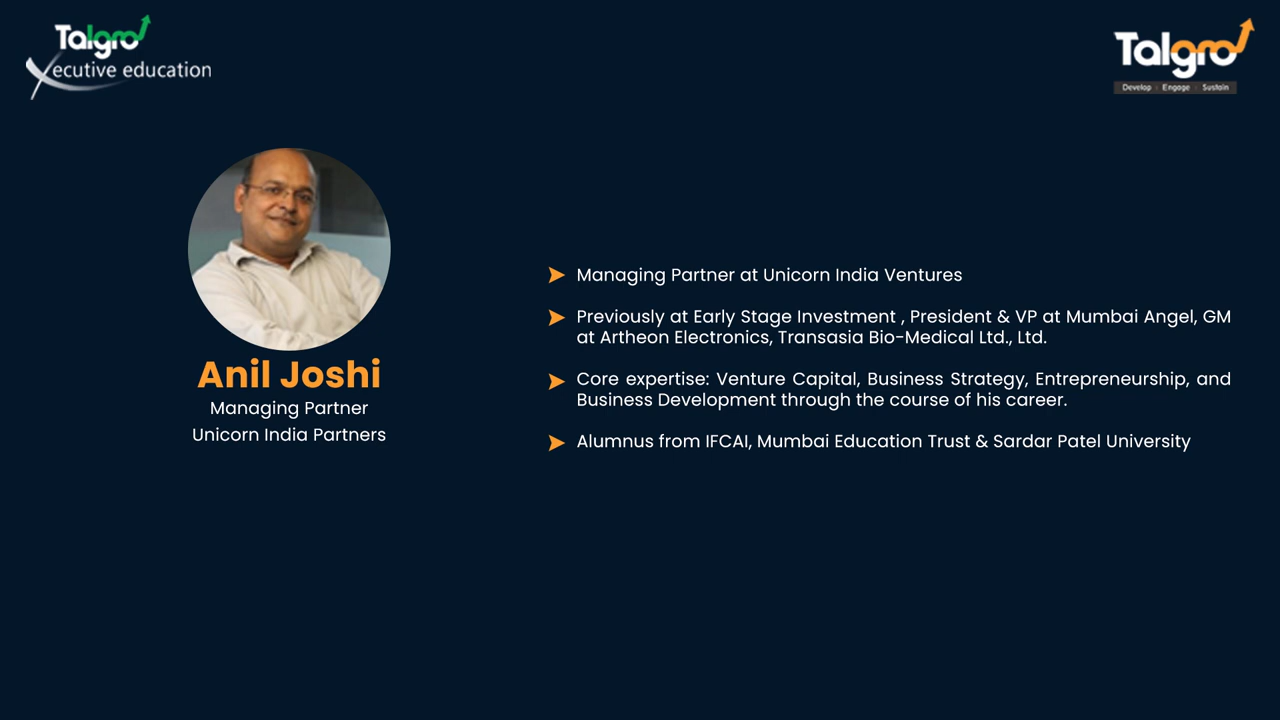 Talgro
Xecutive education
Talgro
Develop | Engage | Sustain
Anil Joshi
Managing Partner
Unicorn India Partners
Managing Partner at Unicorn India Ventures
Previously at Early Stage Investment , President & VP at Mumbai Angel, GM
at Artheon Electronics, Transasia Bio-Medical Ltd., Ltd.
Core expertise: Venture Capital, Business Strategy, Entrepreneurship, and
Business Development through the course of his career.
Alumnus from IFCAI, Mumbai Education Trust & Sardar Patel University